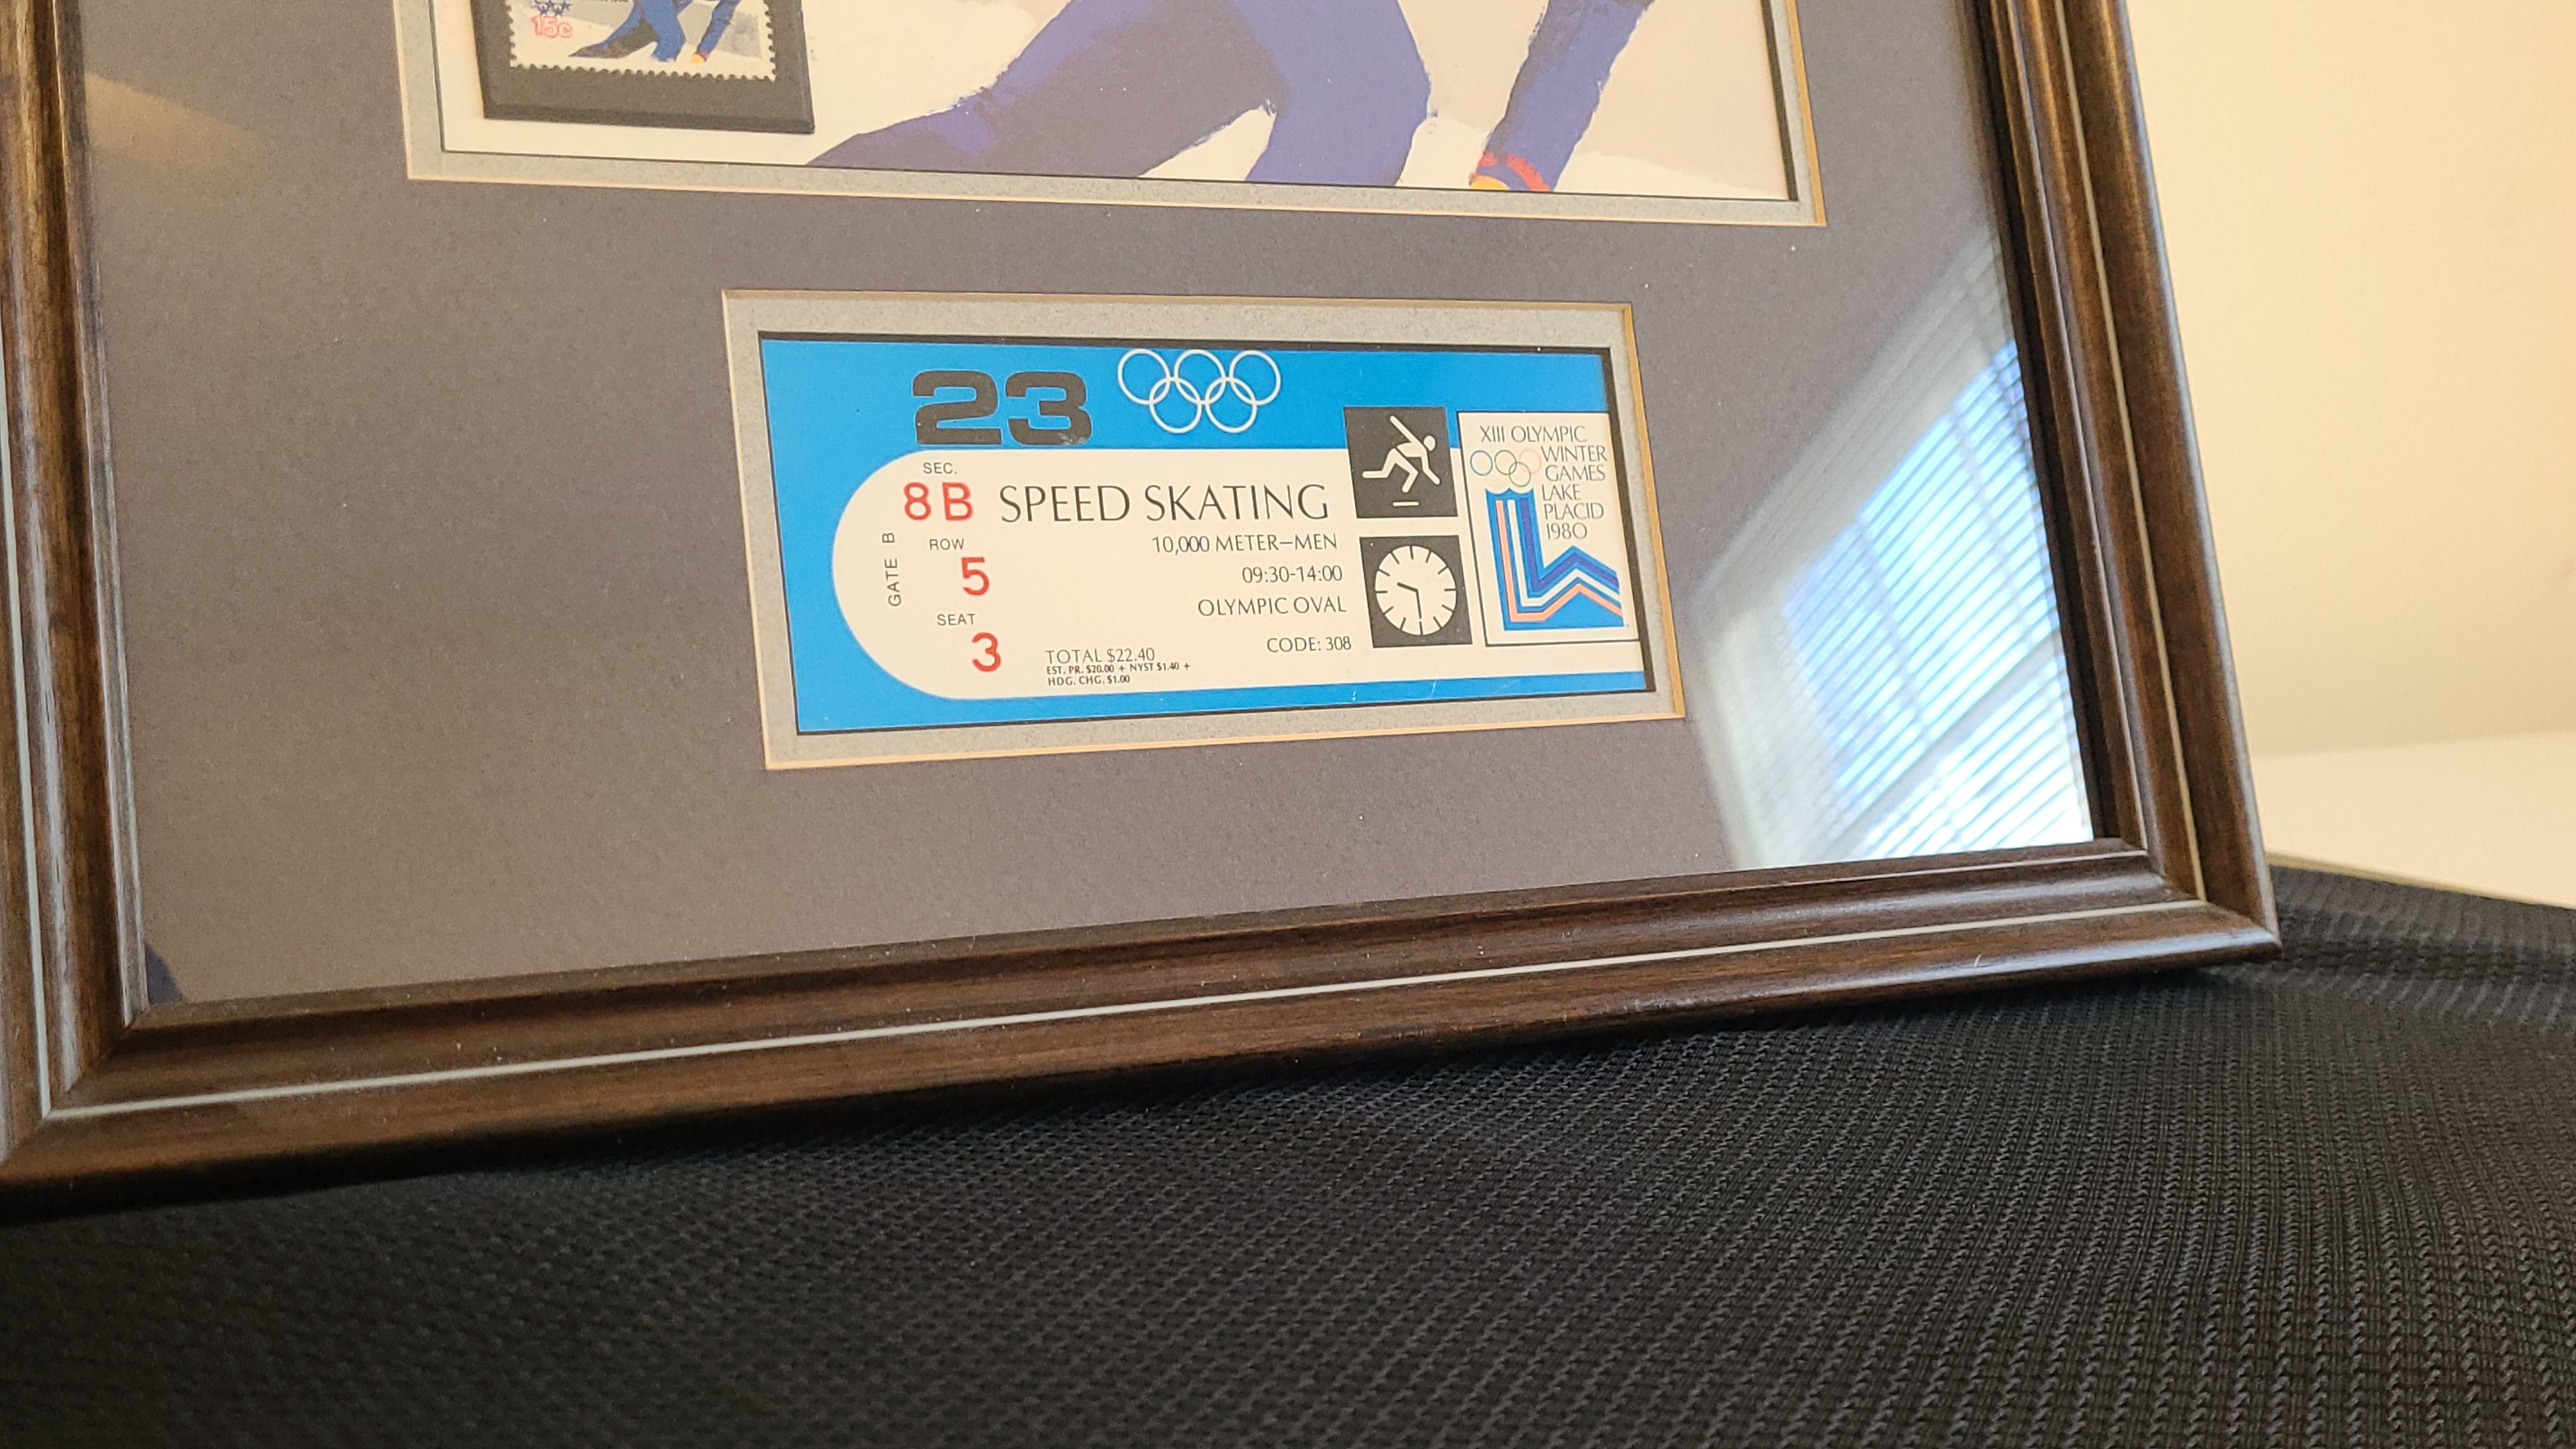 15c
23
SEC.
8B
GATE B
ROW
5
SEAT
3
SPEED SKATING
10,000 METER—MEN
09:30-14:00
OLYMPIC OVAL
CODE: 308
TOTAL $22.40
EST. PR. $20.00 + NYST $1.40 +
HDG. CHG. $1.00
XIII OLYMPIC
WINTER
GAMES
LAKE
PLACID
1980